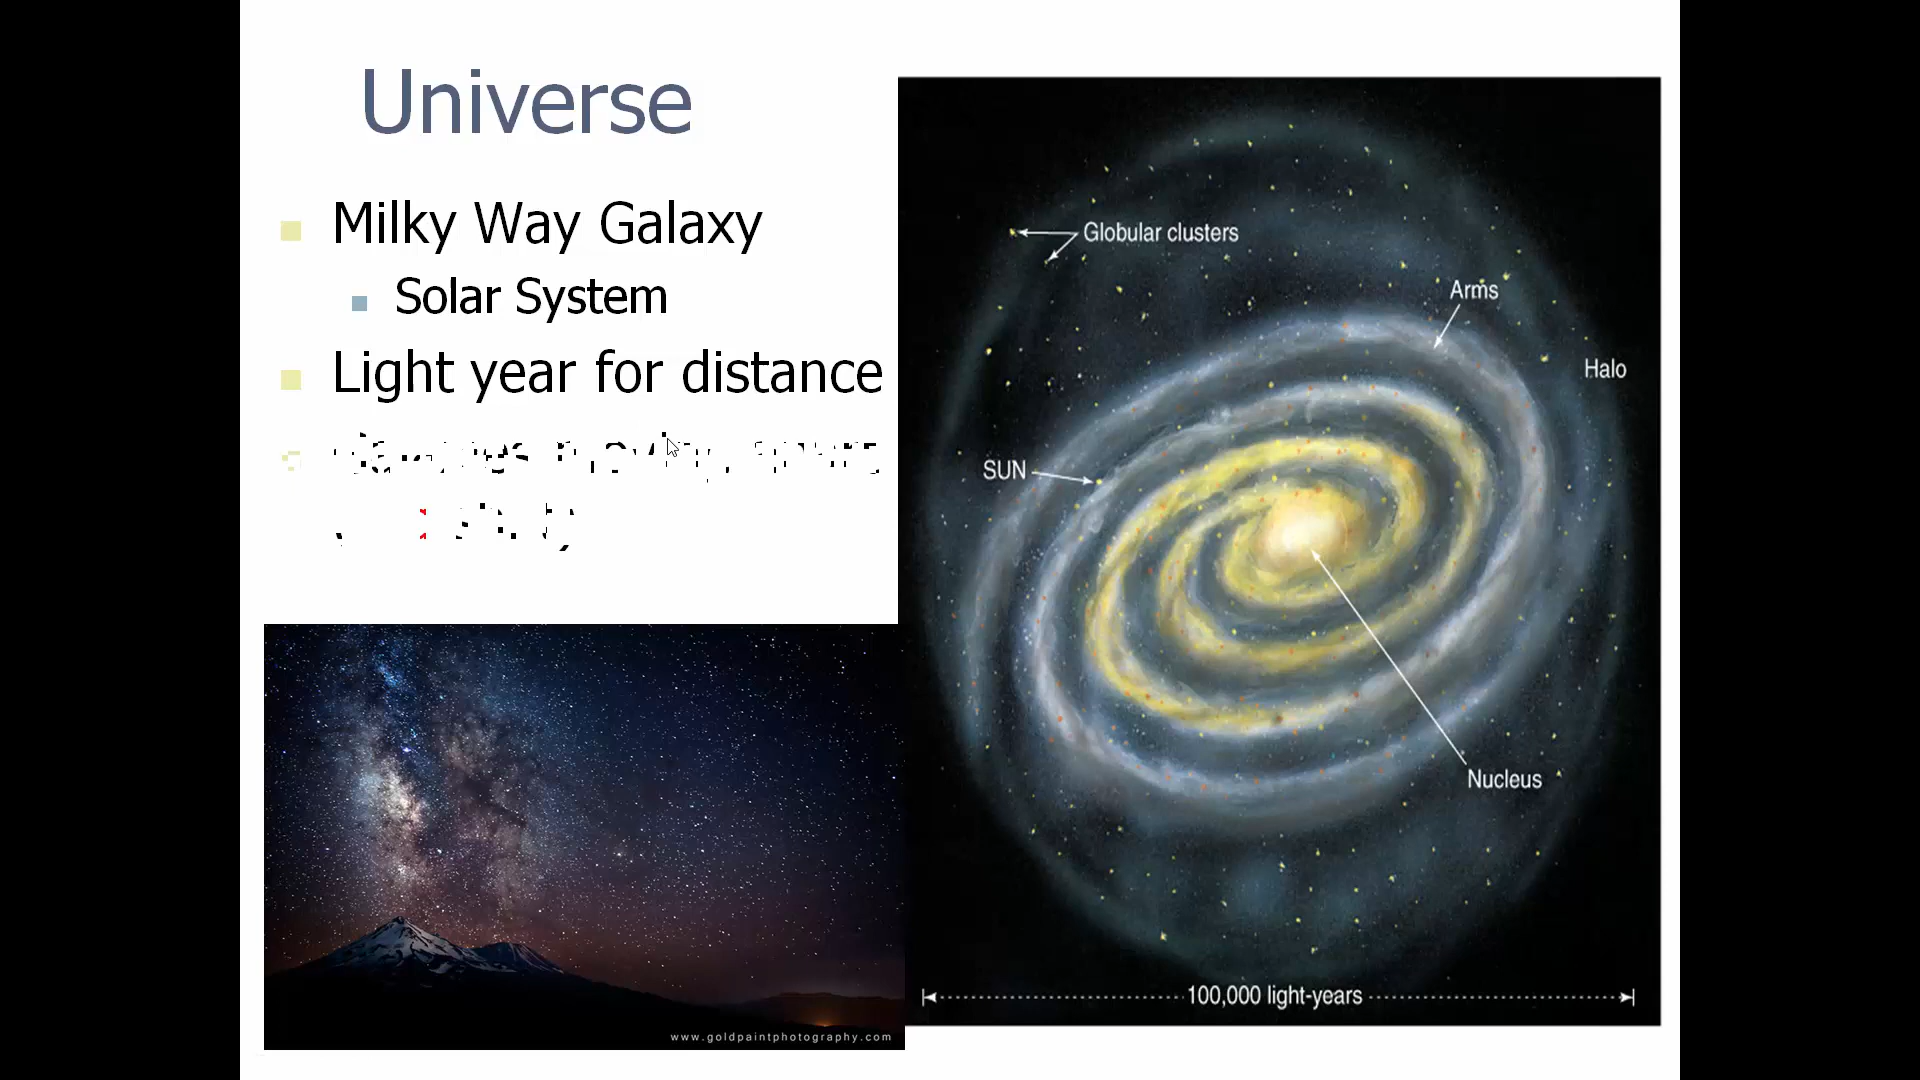 Universe
Milky Way Galaxy
Solar System
Light year for distance
Globular clusters
Arms
Halo
SUN
Nucleus
100,000 light-years
www.goldpaintphotography.com